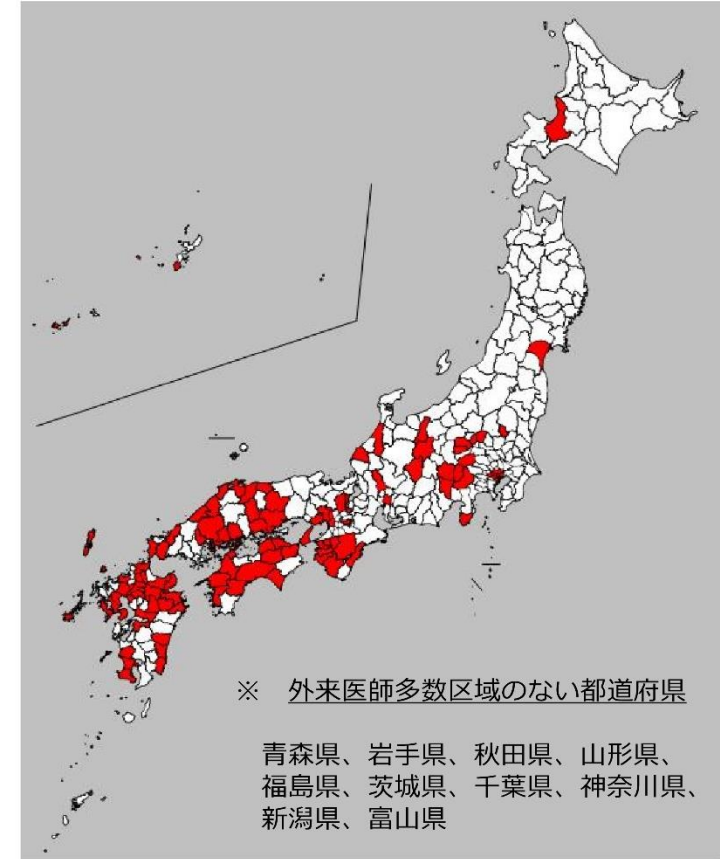 ※ 外来医師多数区域のない都道府県
青森県、岩手県、秋田県、山形県、
福島県、茨城県、千葉県、神奈川県、
新潟県、富山県